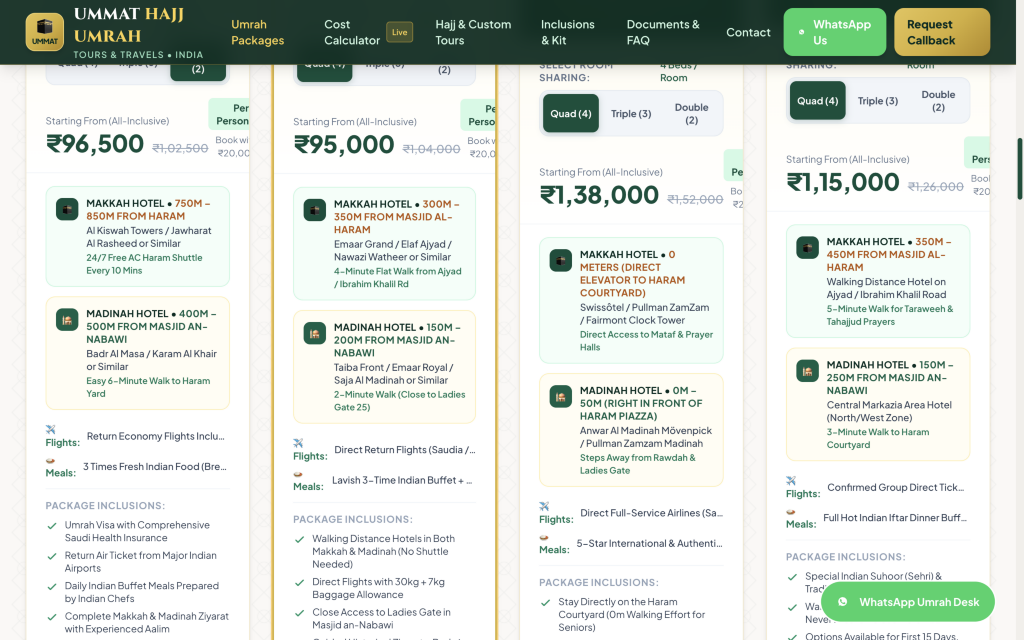 UMMAT HAJJ
UMRAH
TOURS & TRAVELS • INDIA
UMMAT
Umrah
Packages
Cost
Calculator
Live
Hajj & Custom
Tours
Inclusions
& Kit
Documents &
FAQ
Contact
WhatsApp
Us
Request
Callback
(2)
Per
Person
Starting From (All-Inclusive)
₹96,500 ₹1,02,500
MAKKAH HOTEL • 750M –
850M FROM HARAM
Al Kiswah Towers / Jawharat
Al Rasheed or Similar
24/7 Free AC Haram Shuttle
Every 10 Mins
MADINAH HOTEL • 400M –
500M FROM MASJID AN-
NABAWI
Badr Al Masa / Karam Al Khair
or Similar
Easy 6-Minute Walk to Haram
Yard
Flights: Return Economy Flights Inclu...
Meals: 3 Times Fresh Indian Food (Bre...
PACKAGE INCLUSIONS:
Umrah Visa with Comprehensive
Saudi Health Insurance
Return Air Ticket from Major Indian
Airports
Daily Indian Buffet Meals Prepared
by Indian Chefs
Complete Makkah & Madinah Ziyarat
with Experienced Aalim
(2)
Starting From (All-Inclusive)
₹95,000 ₹1,04,000
MAKKAH HOTEL • 300M –
350M FROM MASJID AL-
HARAM
Emaar Grand / Elaf Ajyad /
Nawazi Watheer or Similar
4-Minute Flat Walk from Ajyad
/ Ibrahim Khalil Rd
MADINAH HOTEL • 150M –
200M FROM MASJID AN-
NABAWI
Taiba Front / Emaar Royal /
Saja Al Madinah or Similar
2-Minute Walk (Close to Ladies
Gate 25)
Flights: Direct Return Flights (Saudia /...
Meals: Lavish 3-Time Indian Buffet + ...
PACKAGE INCLUSIONS:
Walking Distance Hotels in Both
Makkah & Madinah (No Shuttle
Needed)
Direct Flights with 30kg + 7kg
Baggage Allowance
Close Access to Ladies Gate in
Masjid an-Nabawi
SELECT ROOM
SHARING:
4 Beds /
Room
Quad (4) Triple (3) Double
(2)
Starting From (All-Inclusive)
₹1,38,000 ₹1,52,000
MAKKAH HOTEL • 0
METERS (DIRECT
ELEVATOR TO HARAM
COURTYARD)
Swissôtel / Pullman ZamZam
/ Fairmont Clock Tower
Direct Access to Mataf & Prayer
Halls
MADINAH HOTEL • 0M –
50M (RIGHT IN FRONT OF
HARAM PIAZZA)
Anwar Al Madinah Mövenpick
/ Pullman Zamzam Madinah
Steps Away from Rawdah &
Ladies Gate
Flights: Direct Full-Service Airlines (Sa...
Meals: 5-Star International & Authenti...
PACKAGE INCLUSIONS:
Stay Directly on the Haram
Courtyard (0m Walking Effort for
Seniors)
SHARING:
Room
Quad (4) Triple (3) Double
(2)
Starting From (All-Inclusive)
₹1,15,000 ₹1,26,000
MAKKAH HOTEL • 350M –
450M FROM MASJID AL-
HARAM
Walking Distance Hotel on
Ajyad / Ibrahim Khalil Road
5-Minute Walk for Taraweeh &
Tahajjud Prayers
MADINAH HOTEL • 150M –
250M FROM MASJID AN-
NABAWI
Central Markazia Area Hotel
(North/West Zone)
3-Minute Walk to Haram
Courtyard
Flights: Confirmed Group Direct Tick...
Meals: Full Hot Indian Iftar Dinner Buff...
PACKAGE INCLUSIONS:
Special Indian Suhoor (Sehri) &
Options Available for First 15 Days,
WhatsApp Umrah Desk